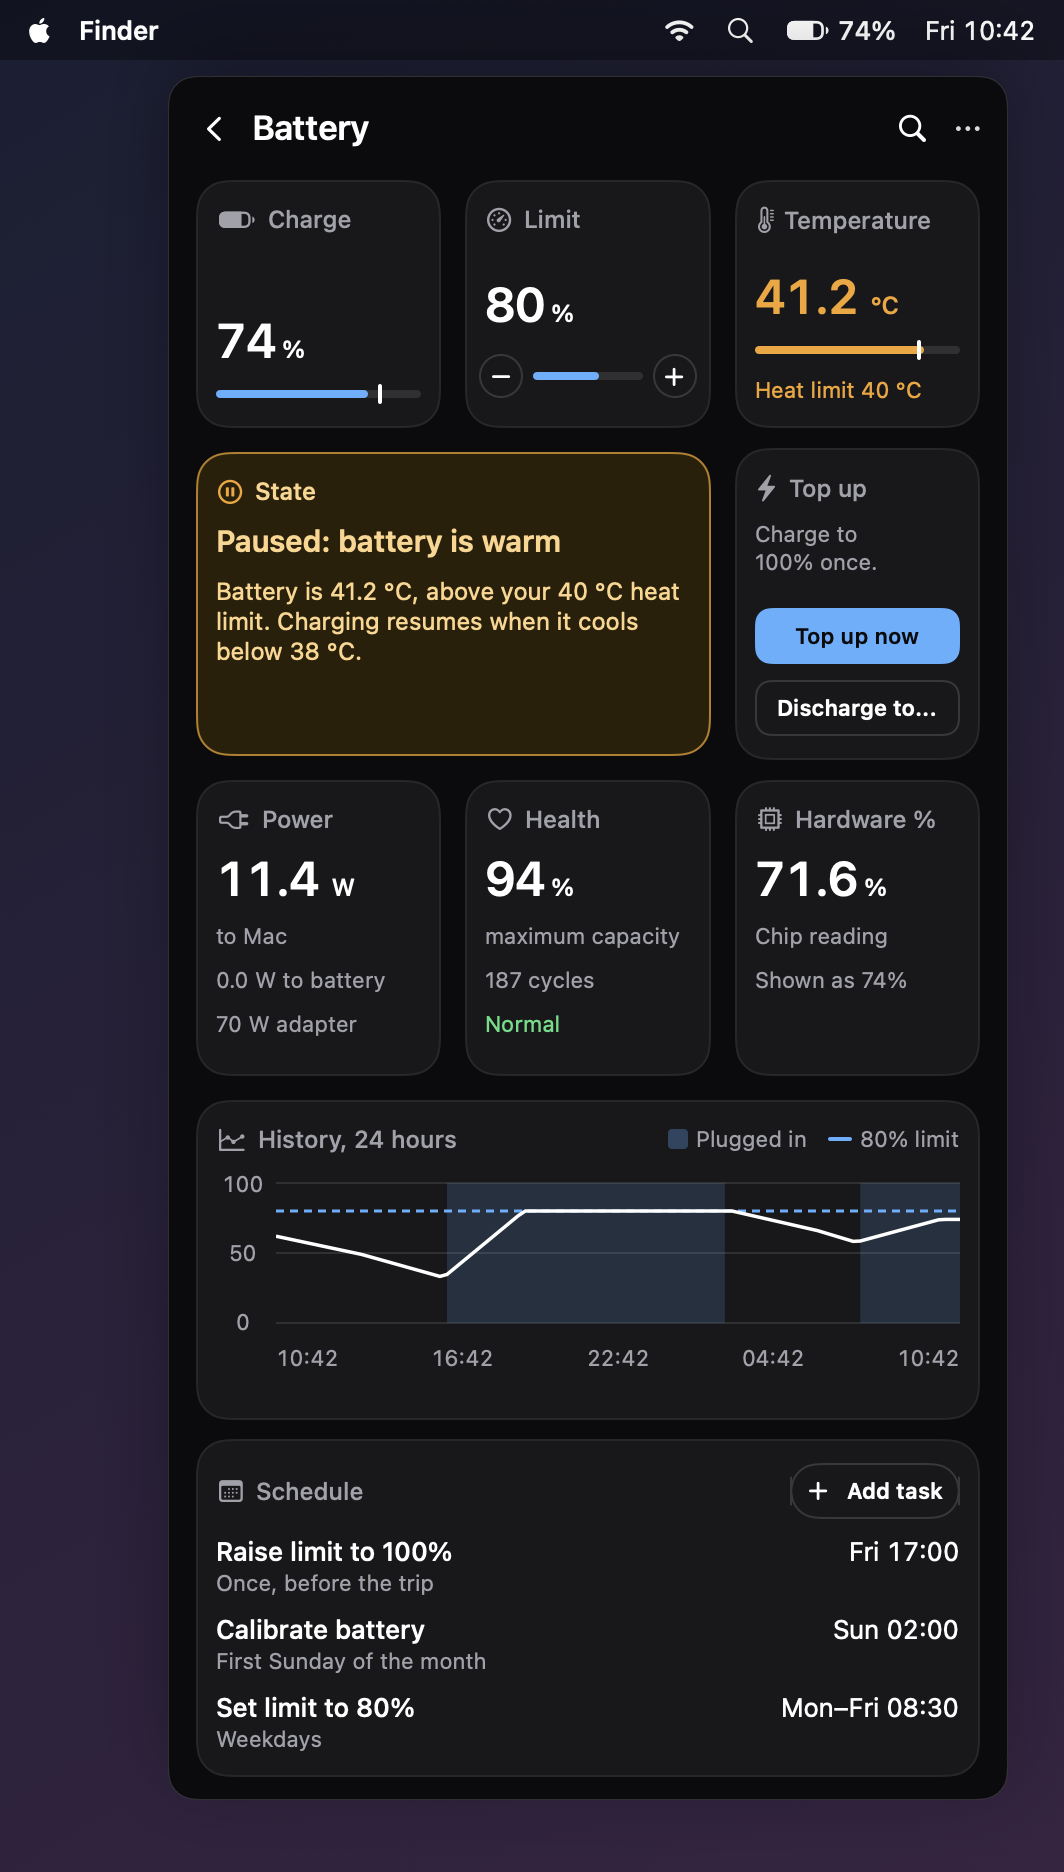 Finder
74%
Fri 10:42
Battery
Charge
74 %
Limit
80 %
Temperature
41.2 °C
Heat limit 40 °C
State
Paused: battery is warm
Battery is 41.2 °C, above your 40 °C heat
limit. Charging resumes when it cools
below 38 °C.
Top up
Charge to
100% once.
Top up now
Discharge to...
Power
11.4 W
to Mac
0.0 W to battery
70 W adapter
Health
94 %
maximum capacity
187 cycles
Normal
Hardware %
71.6 %
Chip reading
Shown as 74%
History, 24 hours
Plugged in
80% limit
100
50
0
10:42
16:42
22:42
04:42
10:42
Schedule
+ Add task
Raise limit to 100%
Fri 17:00
Once, before the trip
Calibrate battery
Sun 02:00
First Sunday of the month
Set limit to 80%
Mon–Fri 08:30
Weekdays